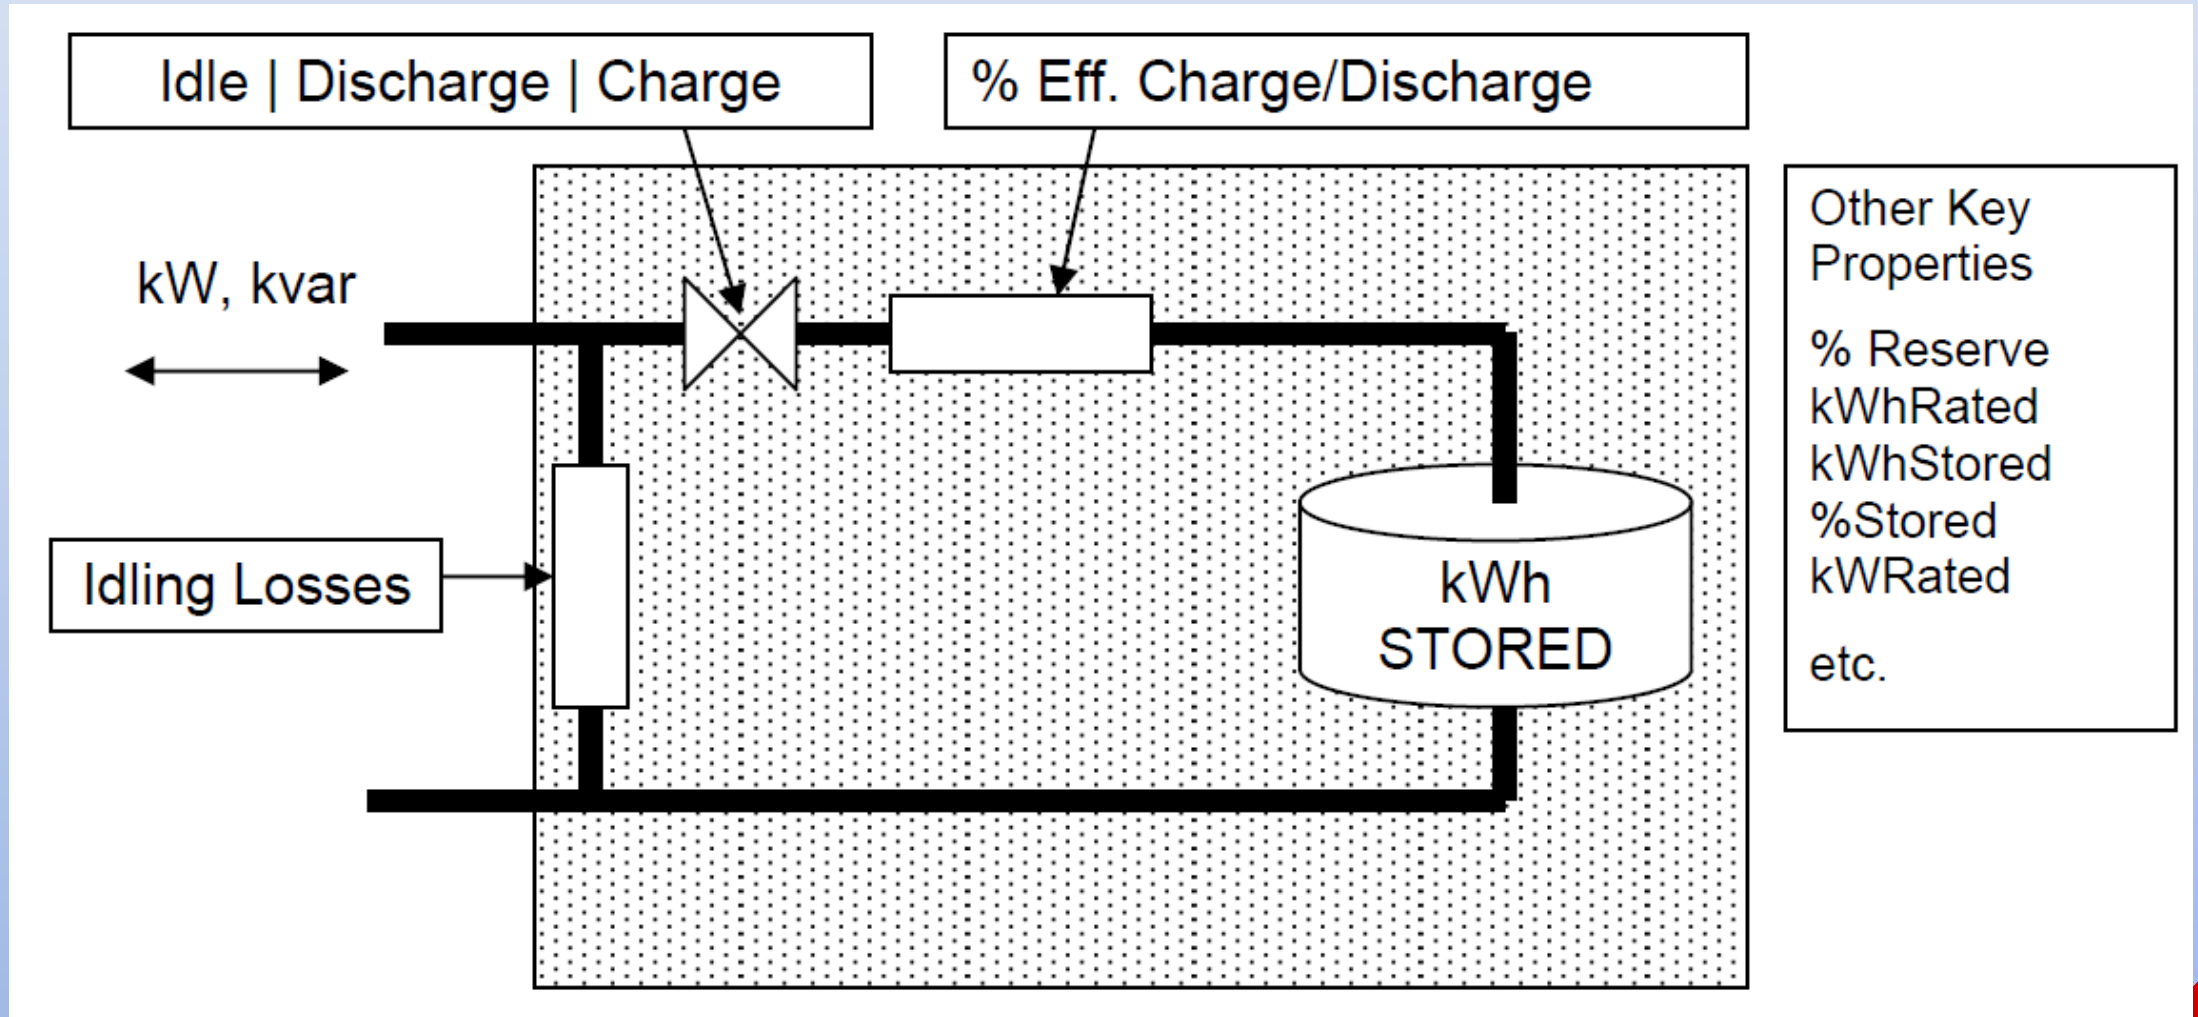 Idle | Discharge | Charge
% Eff. Charge/Discharge
kW, kvar
Idling Losses
kWh
STORED
Other Key
Properties
% Reserve
kWhRated
kWhStored
%Stored
kWRated
etc.